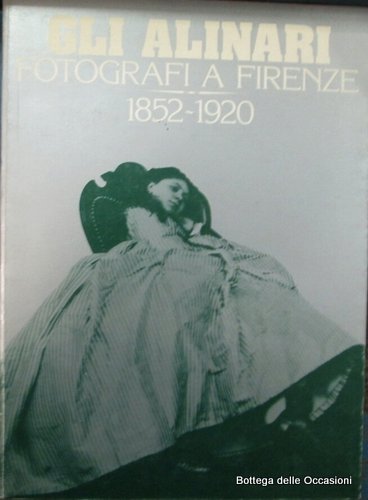 GLI ALINARI
FOTOGRAFI A FIRENZE
1852-1920
Bottega delle Occasioni